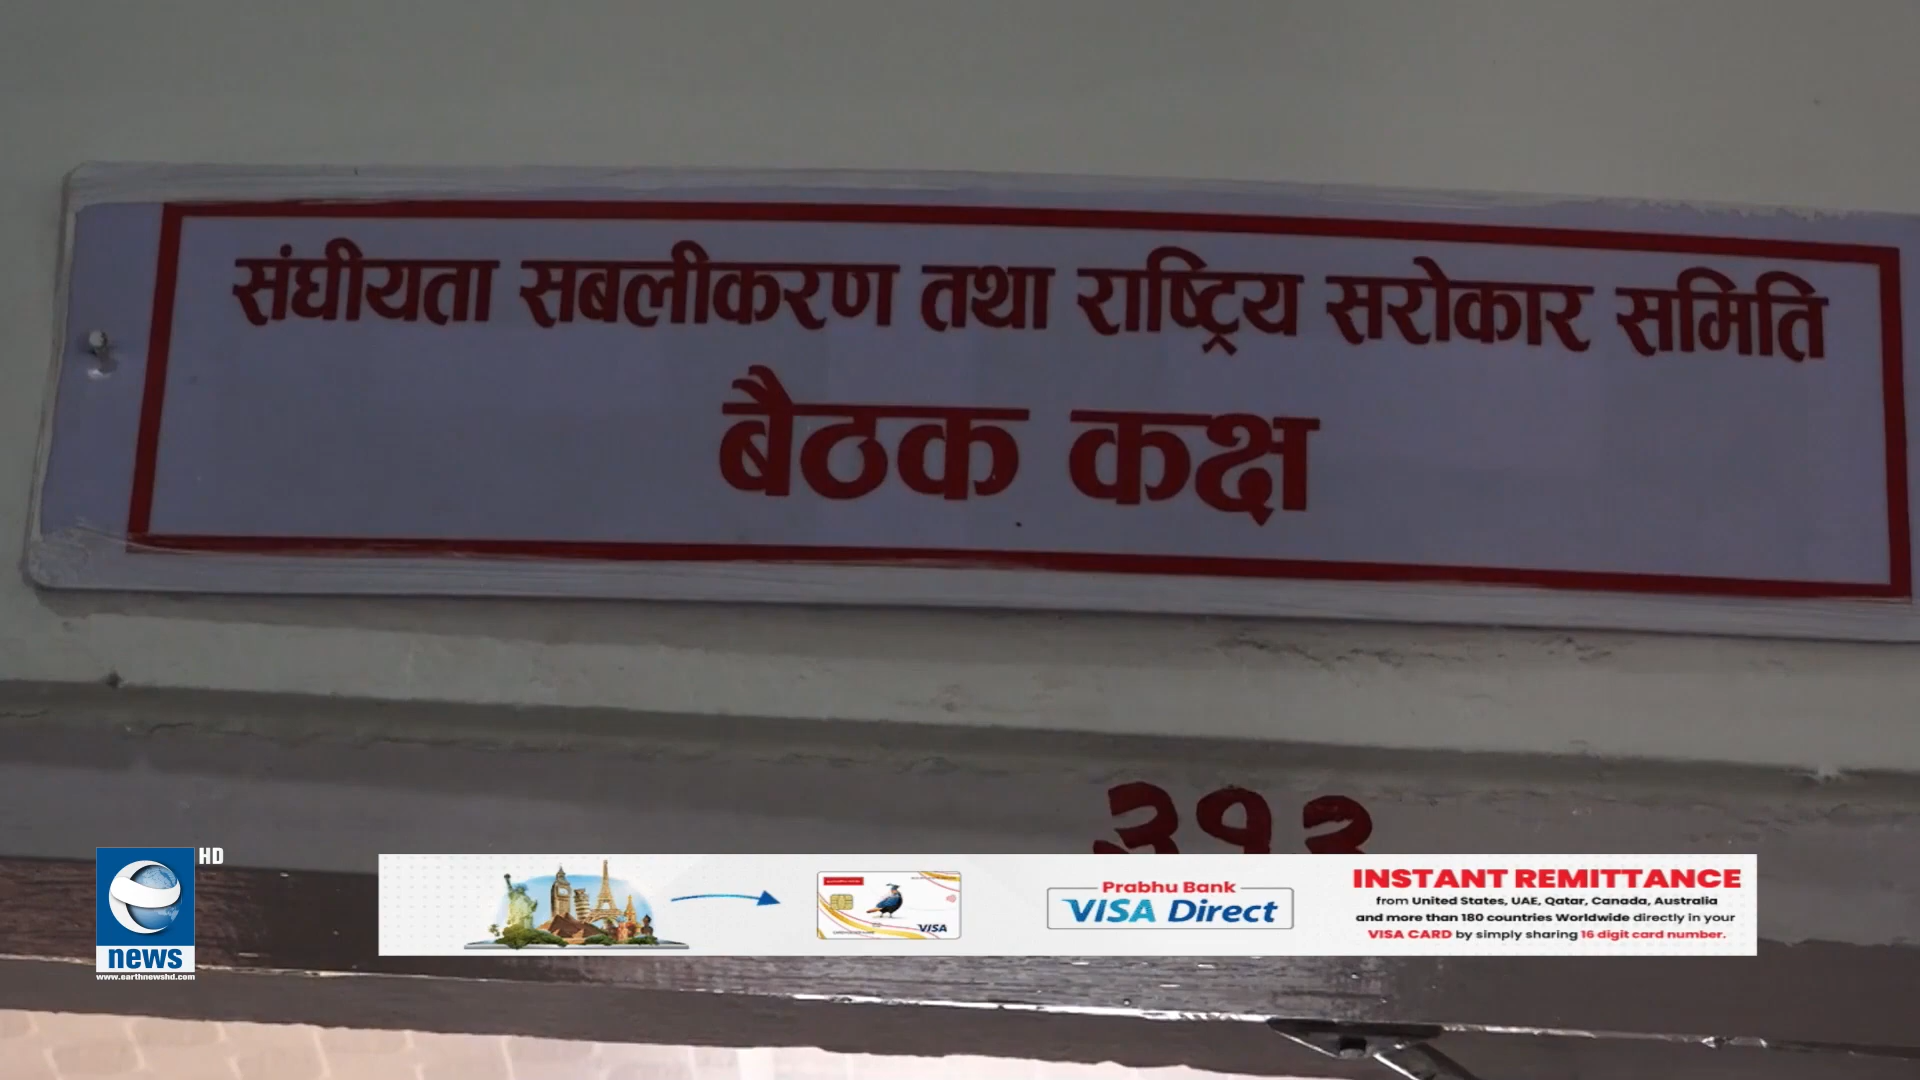 संघीयता सबलीकरण तथा राष्ट्रिय सरोकार समिति
बैठक कक्ष
HD
news
www.earthnewshd.com
VISA
Prabhu Bank
VISA Direct
INSTANT REMITTANCE
from United States, UAE, Qatar, Canada, Australia
and more than 180 countries Worldwide directly in your
VISA CARD by simply sharing 16 digit card number.